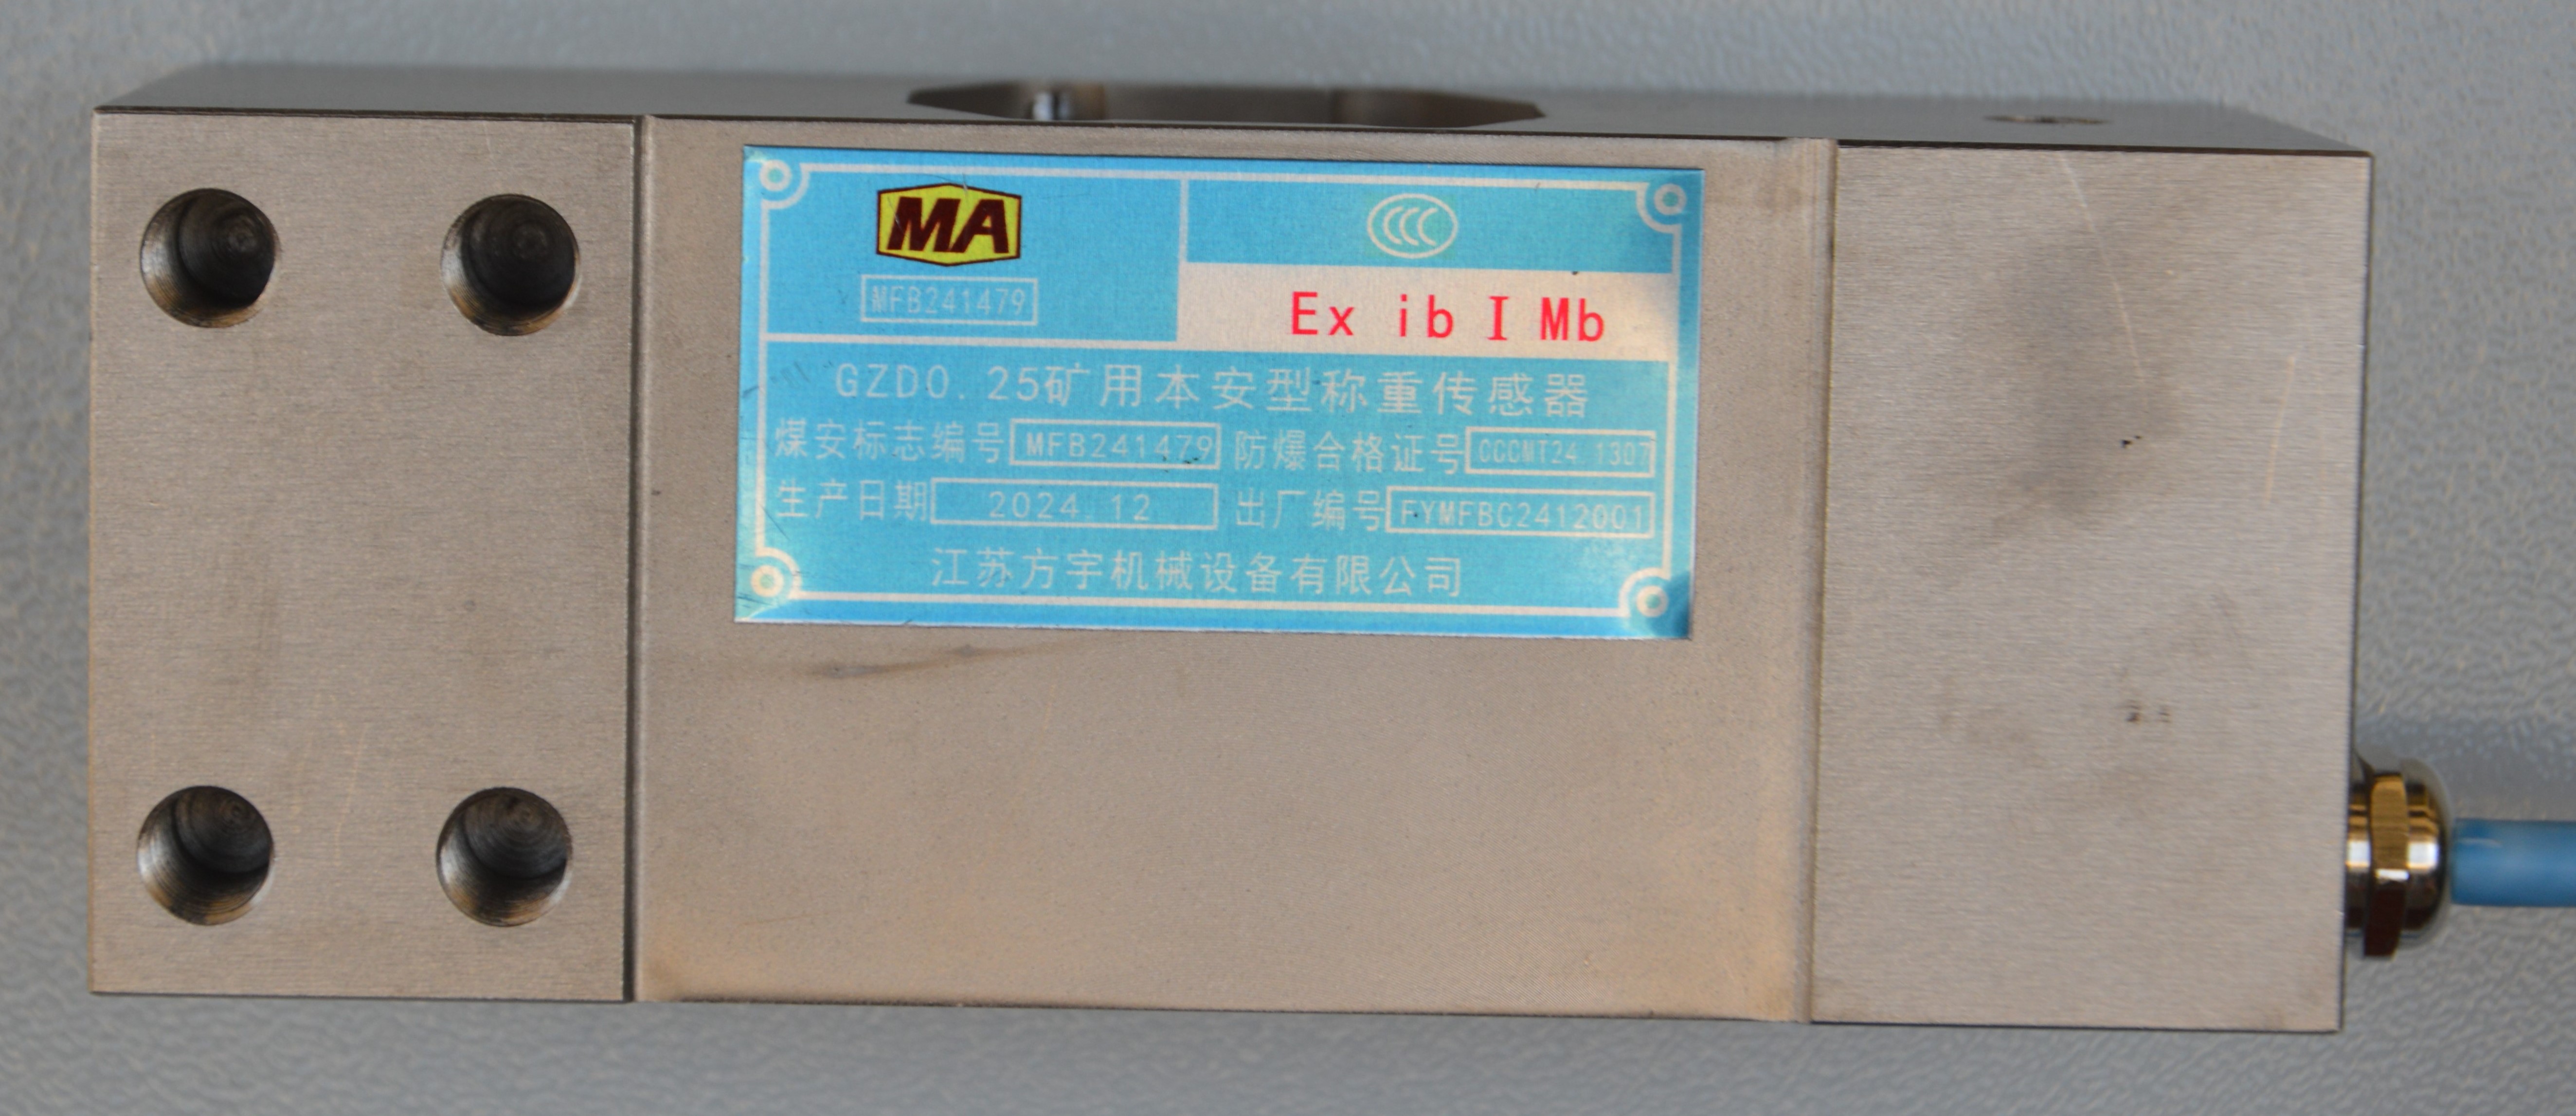 MA
CCC
MFB241479
Ex ib I Mb
GZD0.25矿用本安型称重传感器
煤安标志编号 MFB241479 防爆合格证号 CCCMT24.1307
生产日期 2024.12 出厂编号 FYMFBC2412001
江苏方宇机械设备有限公司